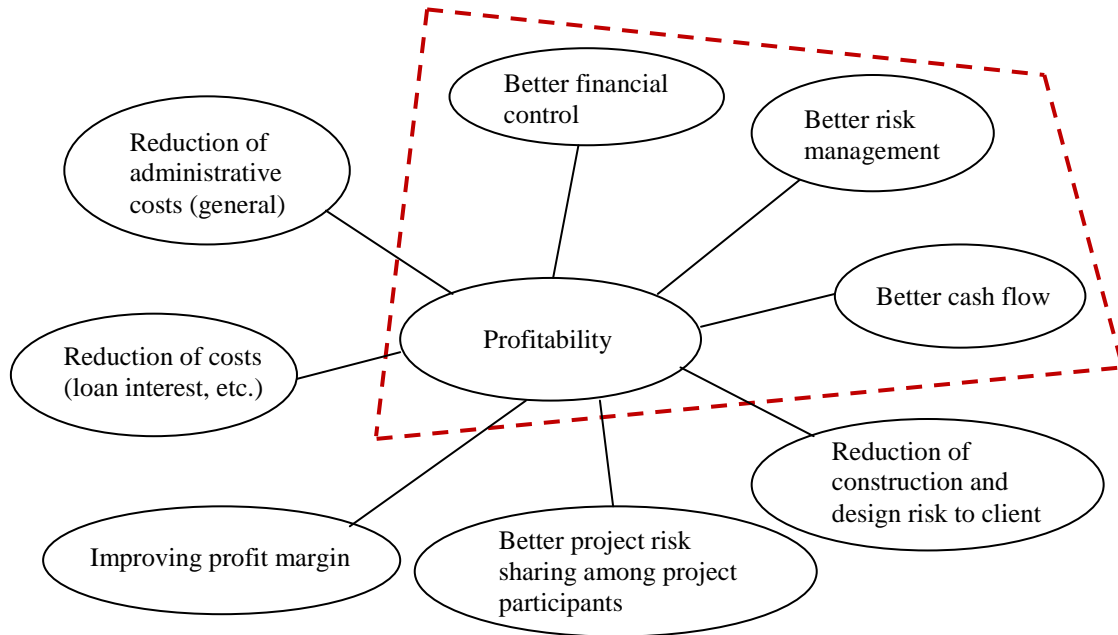 Better financial
control
Better risk
management
Reduction of
administrative
costs (general)
Better cash flow
Profitability
Reduction of costs
(loan interest, etc.)
Reduction of
construction and
design risk to client
Improving profit margin
Better project risk
sharing among project
participants